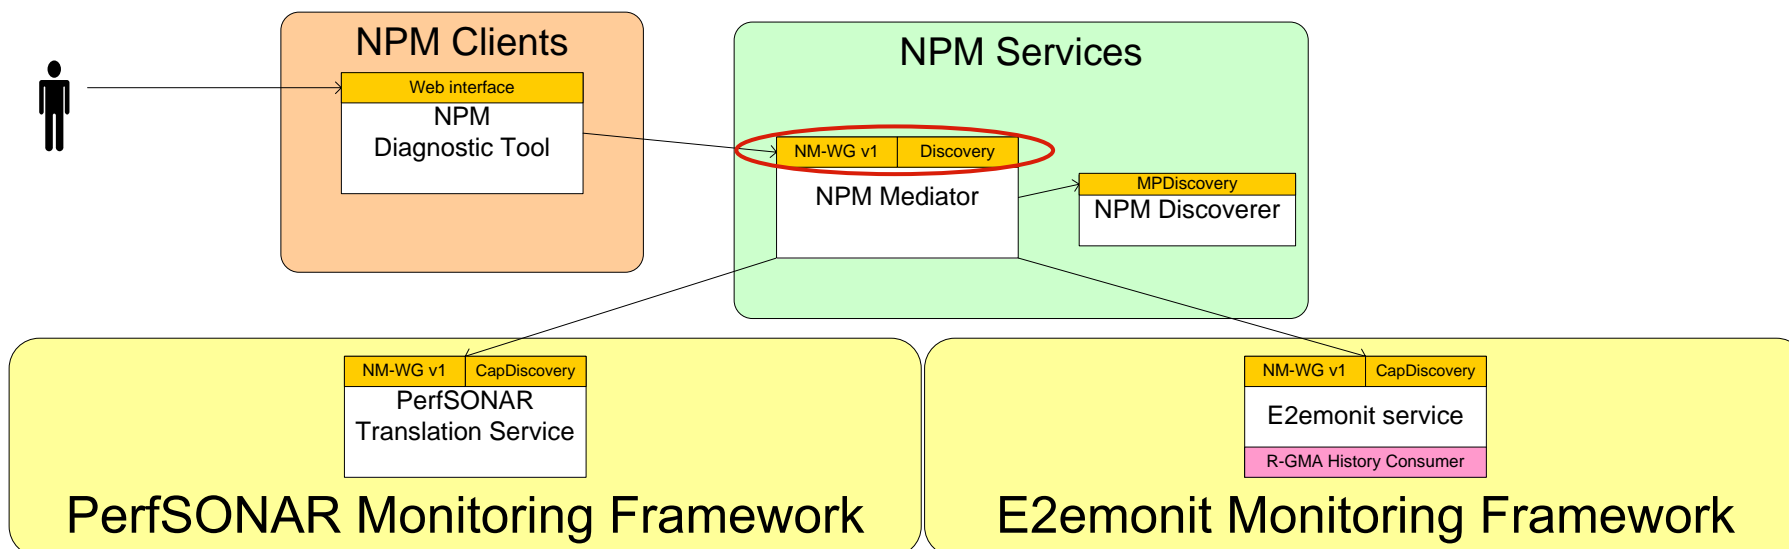 NPM Clients
Web interface
NPM
Diagnostic Tool
NPM Services
NM-WG v1
Discovery
NPM Mediator
MPDiscovery
NPM Discoverer
NM-WG v1
CapDiscovery
PerfSONAR
Translation Service
PerfSONAR Monitoring Framework
NM-WG v1
CapDiscovery
E2emonit service
R-GMA History Consumer
E2emonit Monitoring Framework